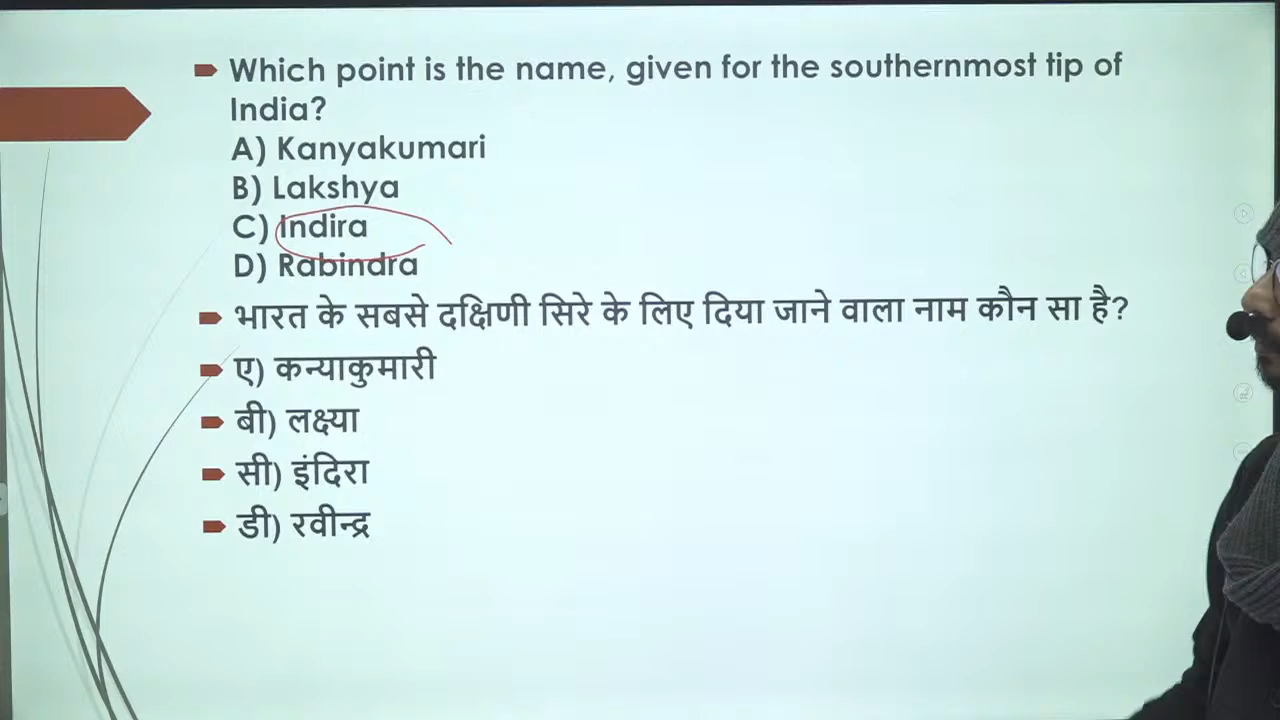 Which point is the name, given for the southernmost tip of
India?
A) Kanyakumari
B) Lakshya
C) Indira
D) Rabindra
भारत के सबसे दक्षिणी सिरे के लिए दिया जाने वाला नाम कौन सा है?
ए) कन्याकुमारी
बी) लक्ष्या
सी) इंदिरा
डी) रवीन्द्र